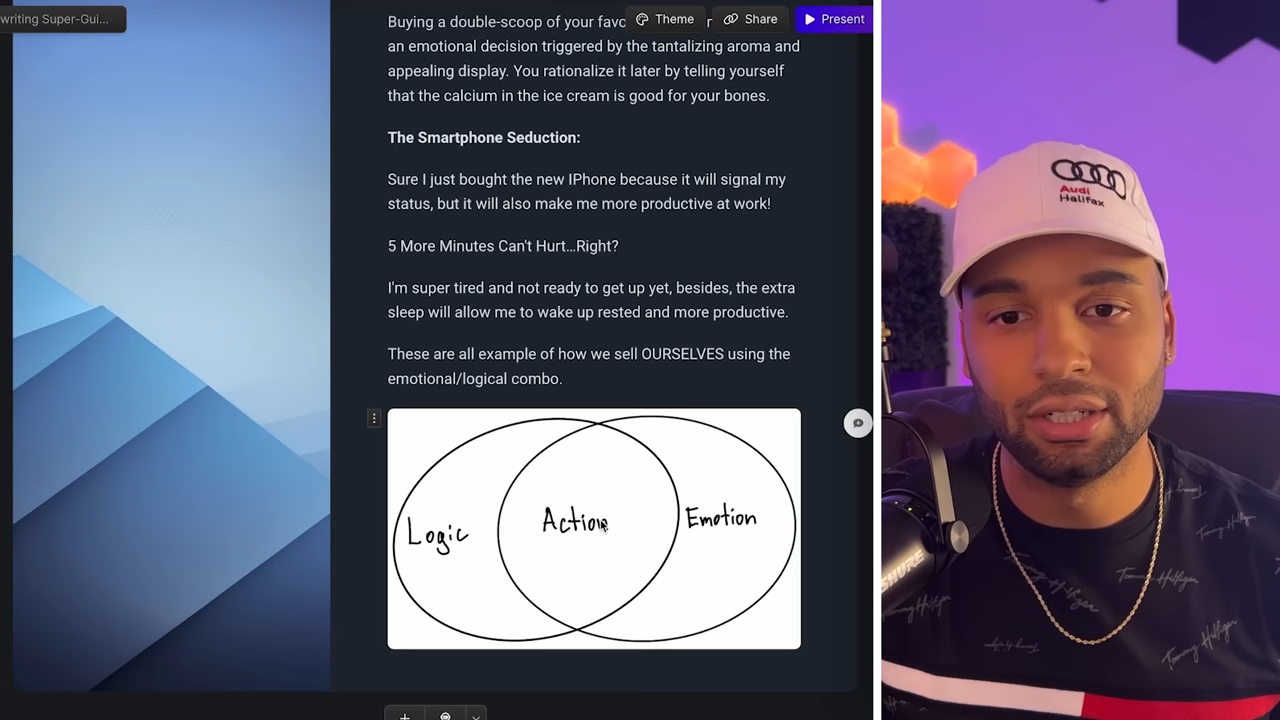 writing Super-Gui...
Theme
Share
Present
Buying a double-scoop of your favo
an emotional decision triggered by the tantalizing aroma and
appealing display. You rationalize it later by telling yourself
that the calcium in the ice cream is good for your bones.
The Smartphone Seduction:
Sure I just bought the new IPhone because it will signal my
status, but it will also make me more productive at work!
5 More Minutes Can't Hurt...Right?
I'm super tired and not ready to get up yet, besides, the extra
sleep will allow me to wake up rested and more productive.
These are all example of how we sell OURSELVES using the
emotional/logical combo.
Logic
Action
Emotion
Audi
Halifax
SHURE
Tommy Hilfiger
Tommy Hilfiger
Tommy Hilfiger